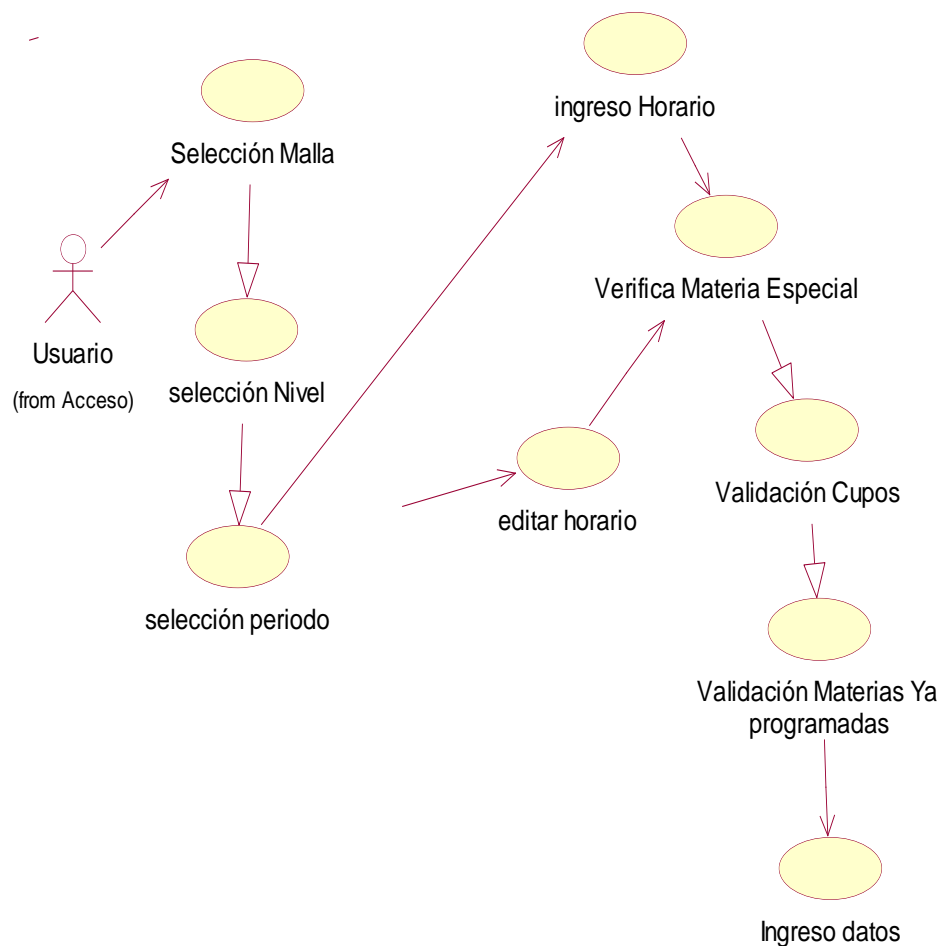 ingreso Horario
Selección Malla
Verifica Materia Especial
Usuario
(from Acceso)
selección Nivel
Validación Cupos
editar horario
selección periodo
Validación Materias Ya
programadas
Ingreso datos